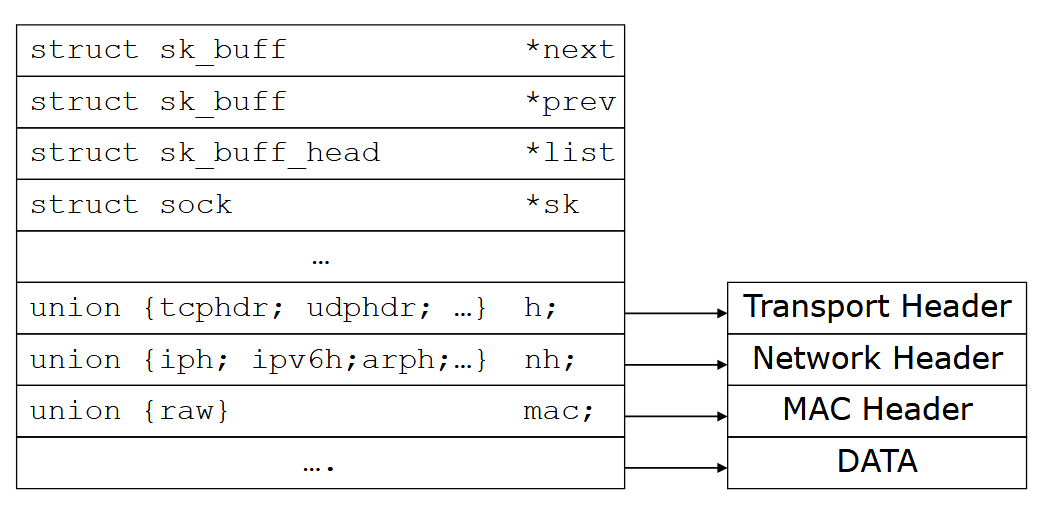 struct sk_buff *next
struct sk_buff *prev
struct sk_buff_head *list
struct sock *sk
…
union {tcphdr; udphdr; …} h;
union {iph; ipv6h;arph;…} nh;
union {raw} mac;
….
Transport Header
Network Header
MAC Header
DATA